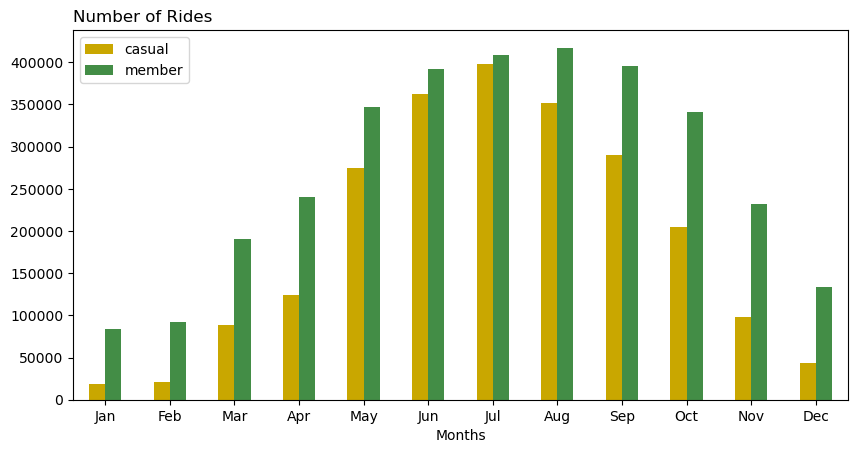 Number of Rides
casual
member
400000
350000
300000
250000
200000
150000
100000
50000
0
Jan Feb Mar Apr May Jun Jul Aug Sep Oct Nov Dec
Months